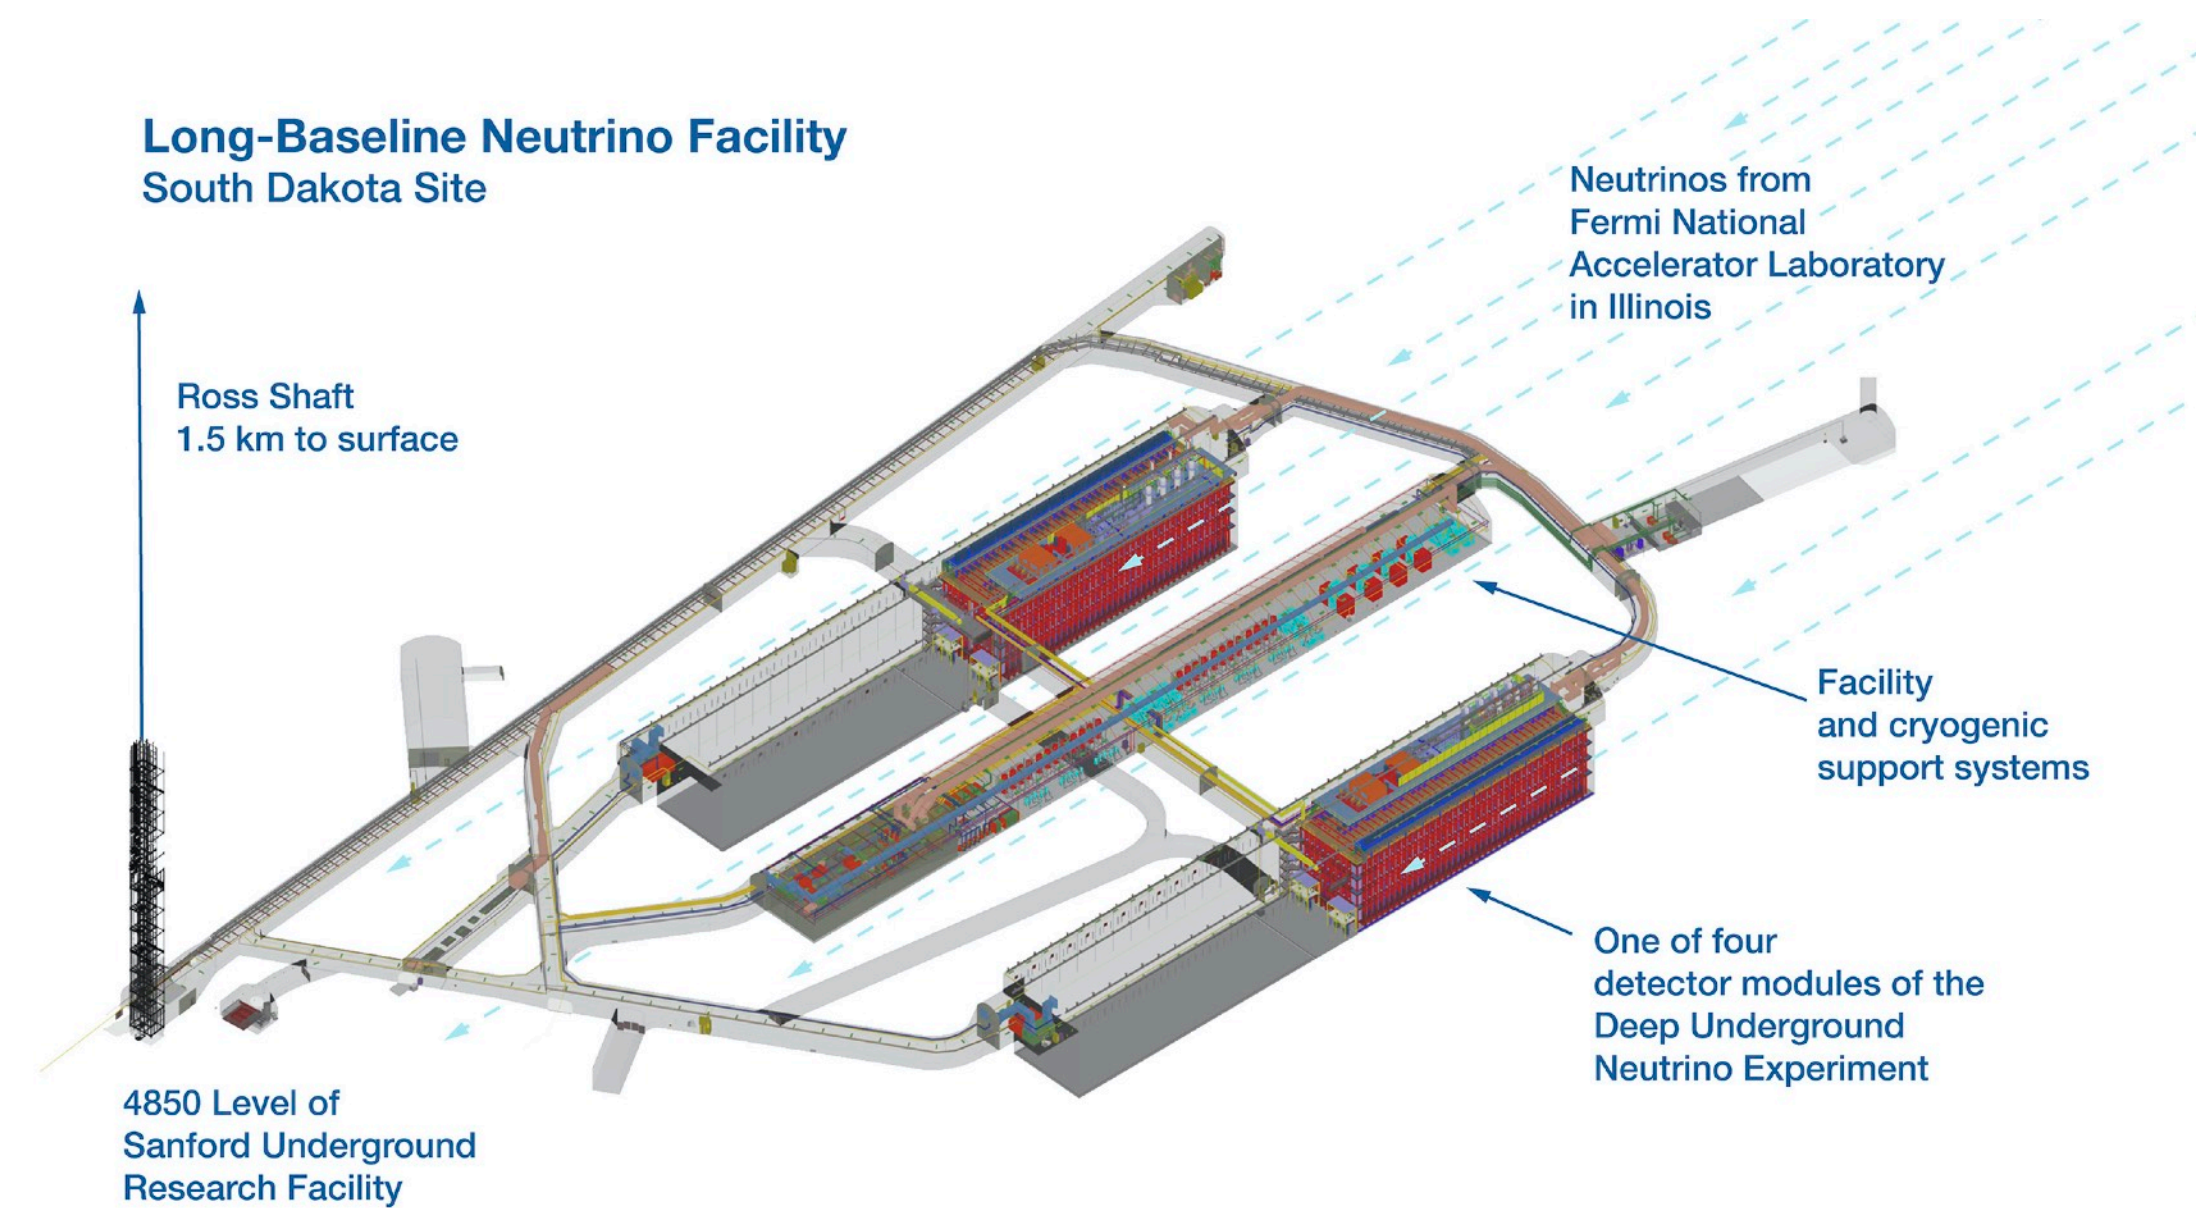 Long-Baseline Neutrino Facility
South Dakota Site
Neutrinos from
Fermi National
Accelerator Laboratory
in Illinois
Ross Shaft
1.5 km to surface
Facility
and cryogenic
support systems
One of four
detector modules of the
Deep Underground
Neutrino Experiment
4850 Level of
Sanford Underground
Research Facility